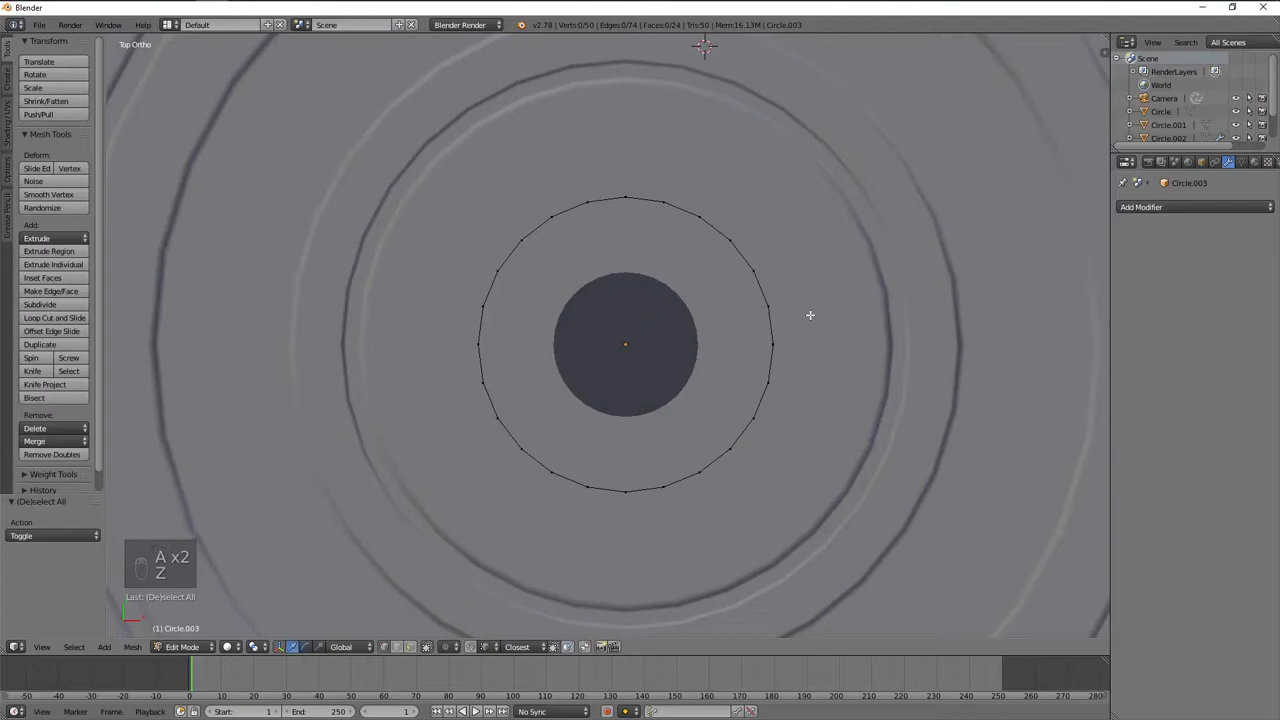 Blender
File
Render
Window
Help
Default
Scene
Blender Render
v2.78 | Verts:0/50 | Edges:0/74 | Faces:0/24 | Tris:50 | Mem:16.13M | Circle.003
View
Search
All Scenes
Tools
Create
Shading / UVs
Options
Grease Pencil
Transform
Translate
Rotate
Scale
Shrink/Fatten
Push/Pull
Mesh Tools
Deform:
Slide Ed
Vertex
Noise
Smooth Vertex
Randomize
Add:
Extrude
Extrude Region
Extrude Individual
Inset Faces
Make Edge/Face
Subdivide
Loop Cut and Slide
Offset Edge Slide
Duplicate
Spin
Screw
Knife
Select
Knife Project
Bisect
Remove:
Delete
Merge
Remove Doubles
Weight Tools
History
(De)select All
Action
Toggle
Top Ortho
A x2
Z
Last: (De)select All
(1) Circle.003
Scene
RenderLayers
World
Camera
Circle
Circle.001
Circle.002
Circle.003
Add Modifier
View
Select
Add
Mesh
Edit Mode
Global
Closest
-50 -40 -30 -20 -10 0 10 20 30 40 50 60 70 80 90 100 110 120 130 140 150 160 170 180 190 200 210 220 230 240 250 260 270 280
View
Marker
Frame
Playback
Start: 1
End: 250
1
No Sync